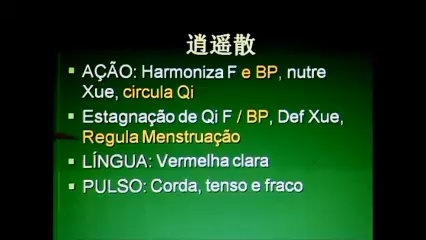 逍遥散
AÇÃO: Harmoniza F e BP, nutre
Xue, circula Qi
Estagnação de Qi F / BP, Def Xue,
Regula Menstruação
LÍNGUA: Vermelha clara
PULSO: Corda, tenso e fraco